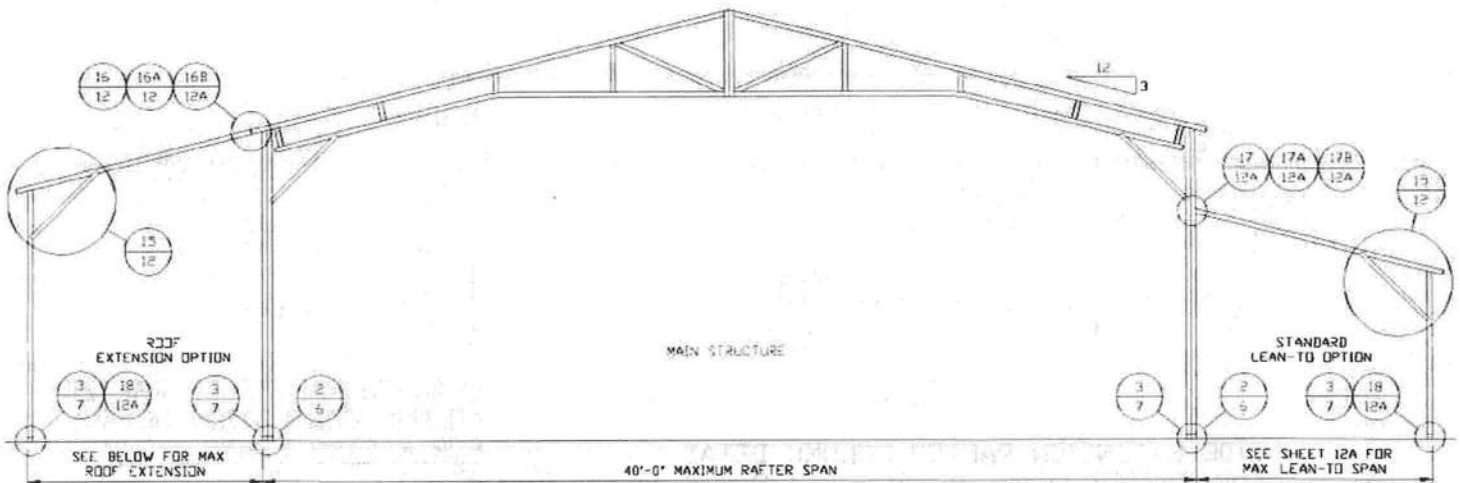 12
3
16
12
16A
12
16B
12A
17
12A
17A
12A
17B
12A
15
12
15
12
ROOF
EXTENSION OPTION
MAIN STRUCTURE
STANDARD
LEAN-TO OPTION
3
7
18
12A
3
7
2
6
3
7
2
6
3
7
18
12A
SEE BELOW FOR MAX
ROOF EXTENSION
40'-0" MAXIMUM RAFTER SPAN
SEE SHEET 12A FOR
MAX LEAN-TO SPAN